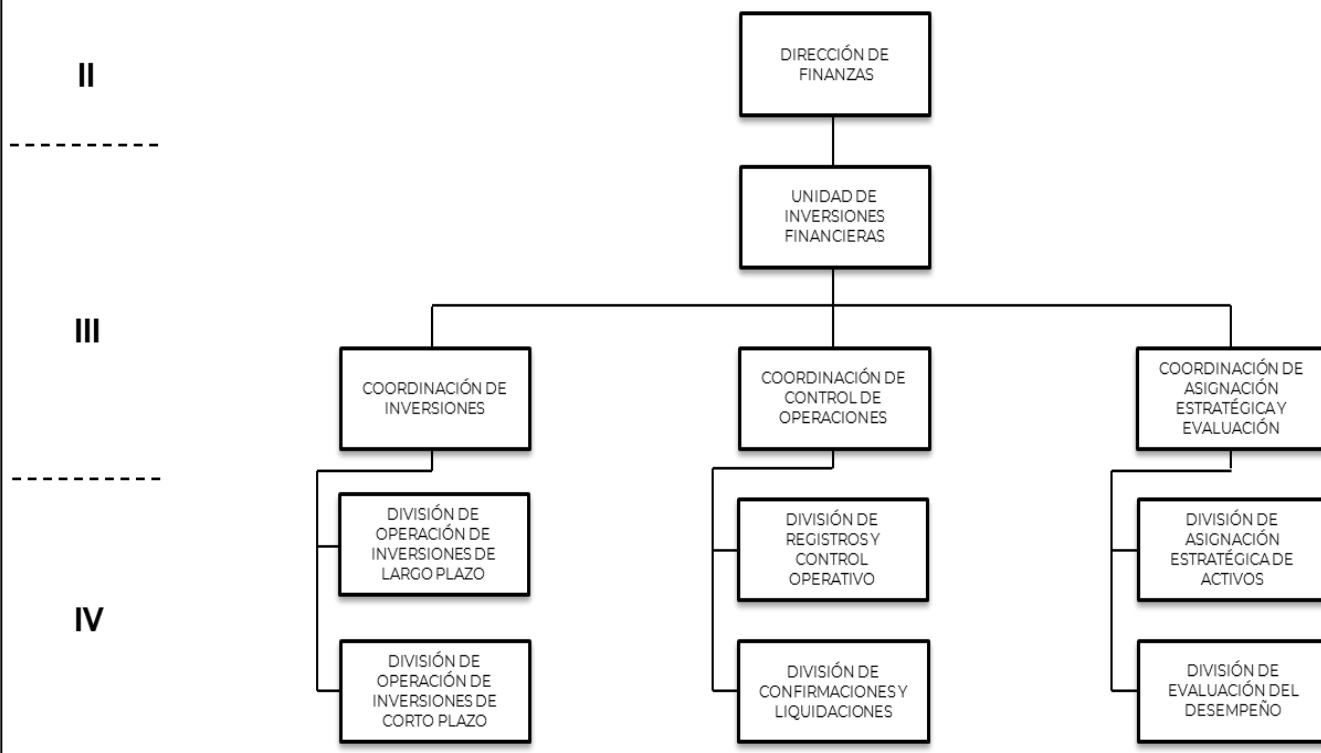 II
DIRECCIÓN DE
FINANZAS
UNIDAD DE
INVERSIONES
FINANCIERAS
III
COORDINACIÓN DE
INVERSIONES
COORDINACIÓN DE
CONTROL DE
OPERACIONES
COORDINACIÓN DE
ASIGNACIÓN
ESTRATÉGICA Y
EVALUACIÓN
IV
DIVISIÓN DE
OPERACIÓN DE
INVERSIONES DE
LARGO PLAZO
DIVISIÓN DE
REGISTROS Y
CONTROL
OPERATIVO
DIVISIÓN DE
ASIGNACIÓN
ESTRATÉGICA DE
ACTIVOS
DIVISIÓN DE
OPERACIÓN DE
INVERSIONES DE
CORTO PLAZO
DIVISIÓN DE
CONFIRMACIONES Y
LIQUIDACIONES
DIVISIÓN DE
EVALUACIÓN DEL
DESEMPEÑO